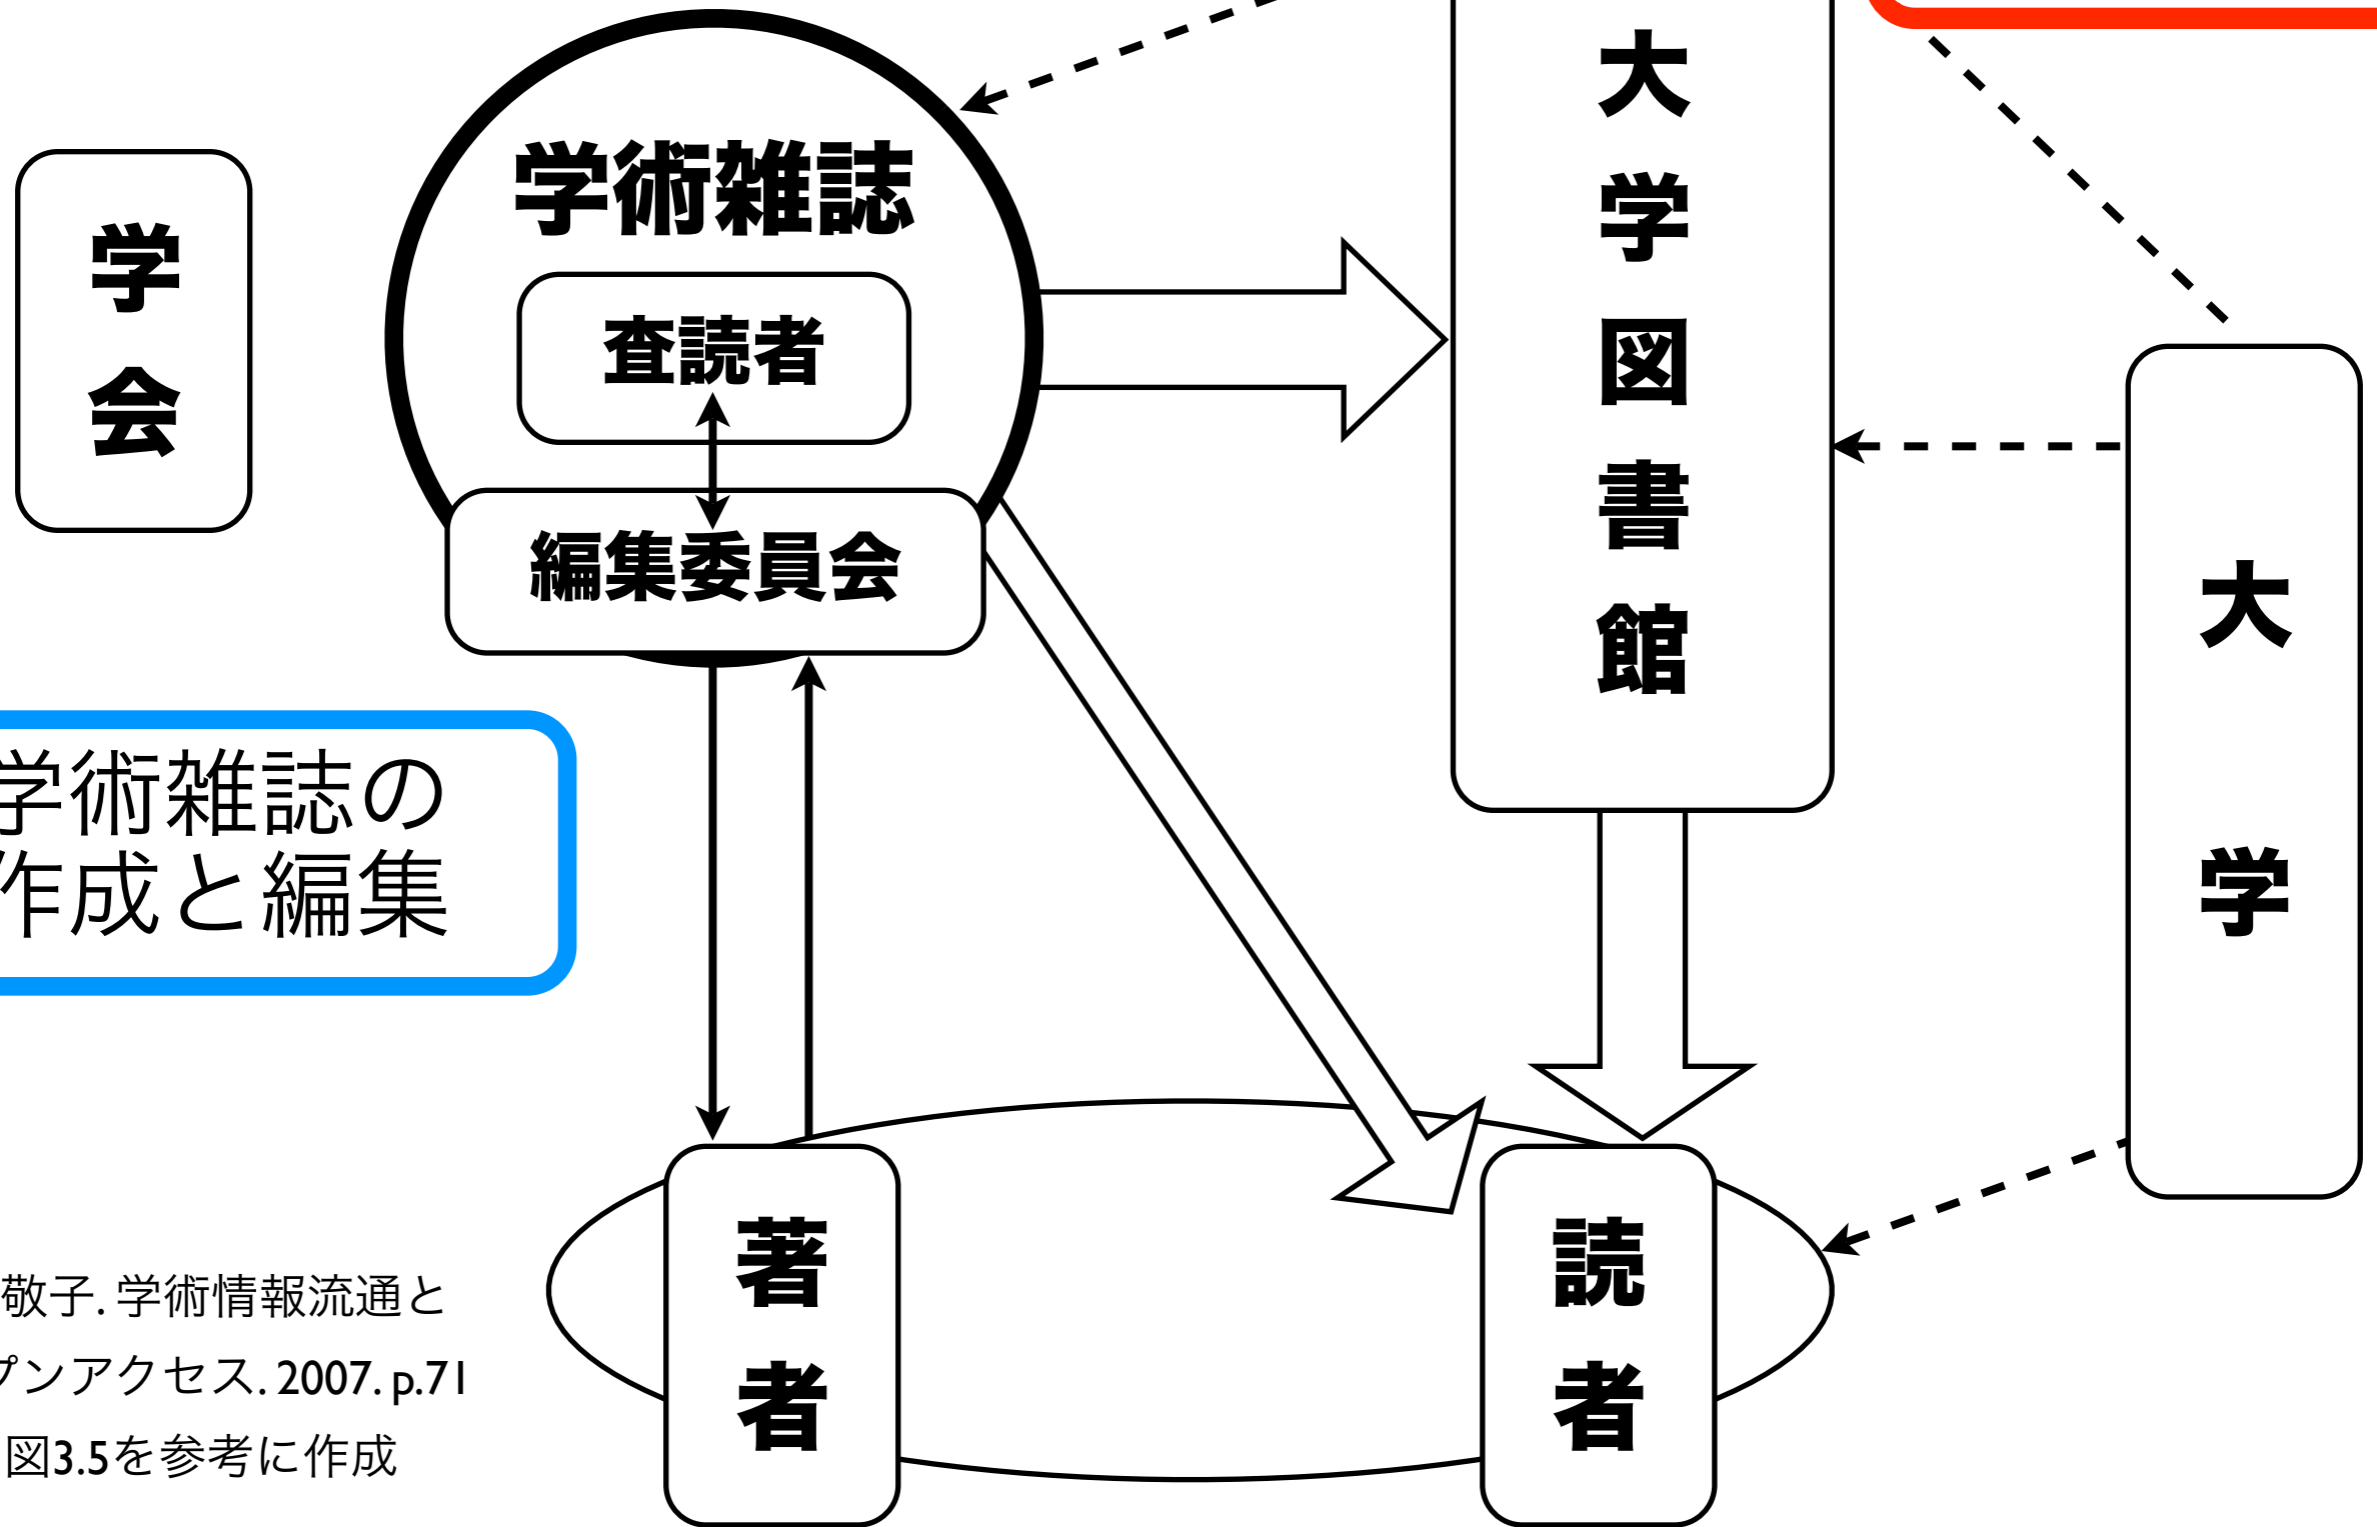 学術雑誌
査読者
編集委員会
学会
大学図書館
大学
学術雑誌の
作成と編集
著者
読者
敬子. 学術情報流通と
プンアクセス. 2007. p.71
図3.5を参考に作成